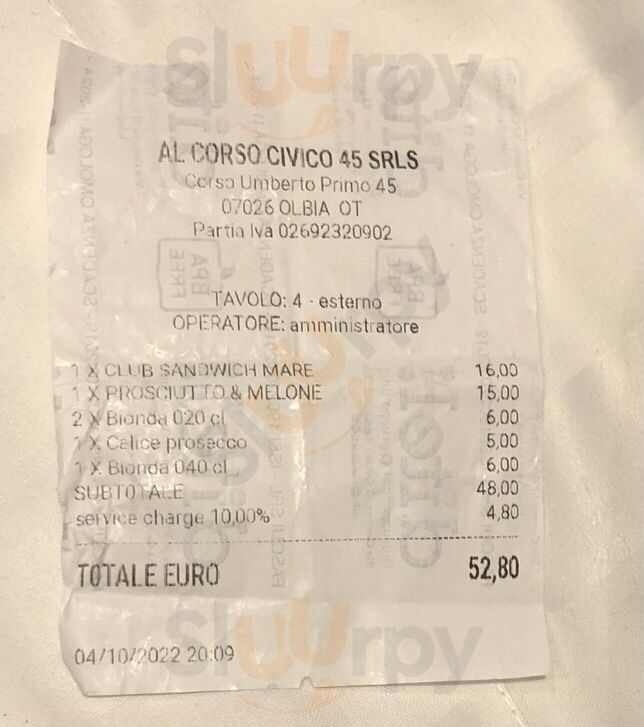 sluurpy
AL CORSO CIVICO 45 SRLS
Corso Umberto Primo 45
07026 OLBIA OT
Partia Iva 02692320902
TAVOLO: 4 - esterno
OPERATORE: amministratore
1 X CLUB SANDWICH MARE 16,00
1 X PROSCIUTTO & MELONE 15,00
2 X Bionda 020 cl 6,00
1 X Calice prosecco 5,00
1 X Bionda 040 cl 6,00
SUBTOTALE 48,00
service charge 10,00% 4,80
TOTALE EURO 52,80
04/10/2022 20:09
sluurpy